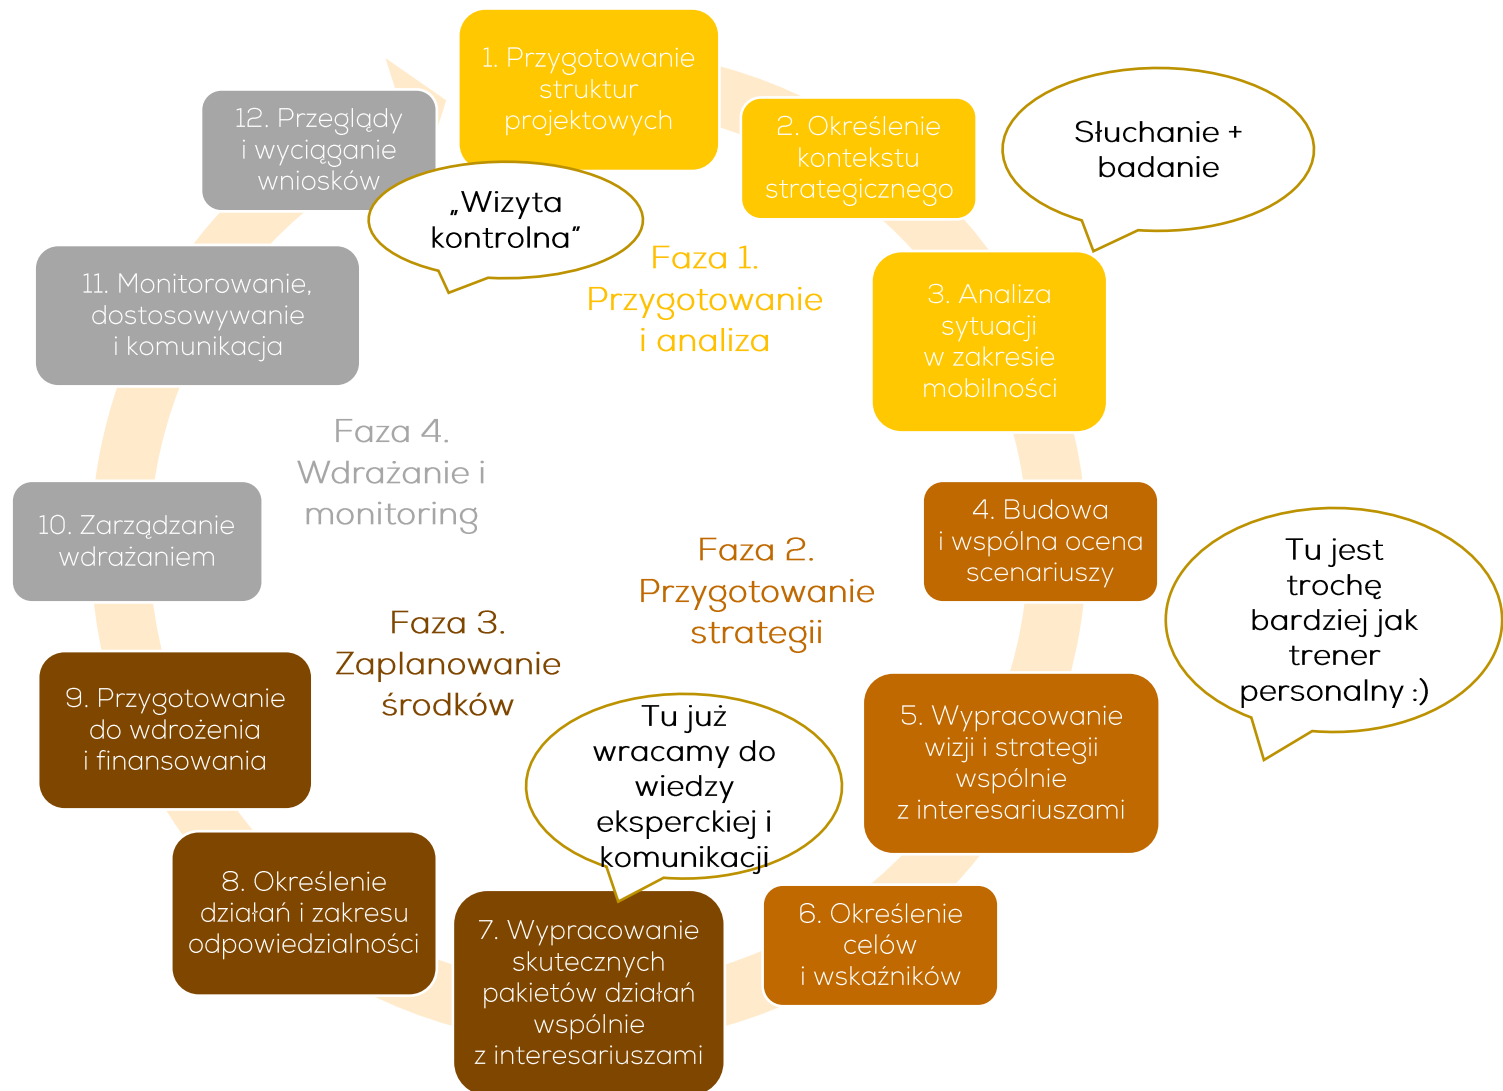 1. Przygotowanie
struktur
projektowych
2. Określenie
kontekstu
strategicznego
Słuchanie +
badanie
3. Analiza
sytuacji
w zakresie
mobilności
4. Budowa
i wspólna ocena
scenariuszy
Tu jest
trochę
bardziej jak
trener
personalny :)
5. Wypracowanie
wizji i strategii
wspólnie
z interesariuszami
6. Określenie
celów
i wskaźników
7. Wypracowanie
skutecznych
pakietów działań
wspólnie
z interesariuszami
Tu już
wracamy do
wiedzy
eksperckiej i
komunikacji
8. Określenie
działań i zakresu
odpowiedzialności
9. Przygotowanie
do wdrożenia
i finansowania
10. Zarządzanie
wdrażaniem
11. Monitorowanie,
dostosowywanie
i komunikacja
12. Przeglądy
i wyciąganie
wniosków
„Wizyta
kontrolna”
Faza 1.
Przygotowanie
i analiza
Faza 2.
Przygotowanie
strategii
Faza 3.
Zaplanowanie
środków
Faza 4.
Wdrażanie i
monitoring